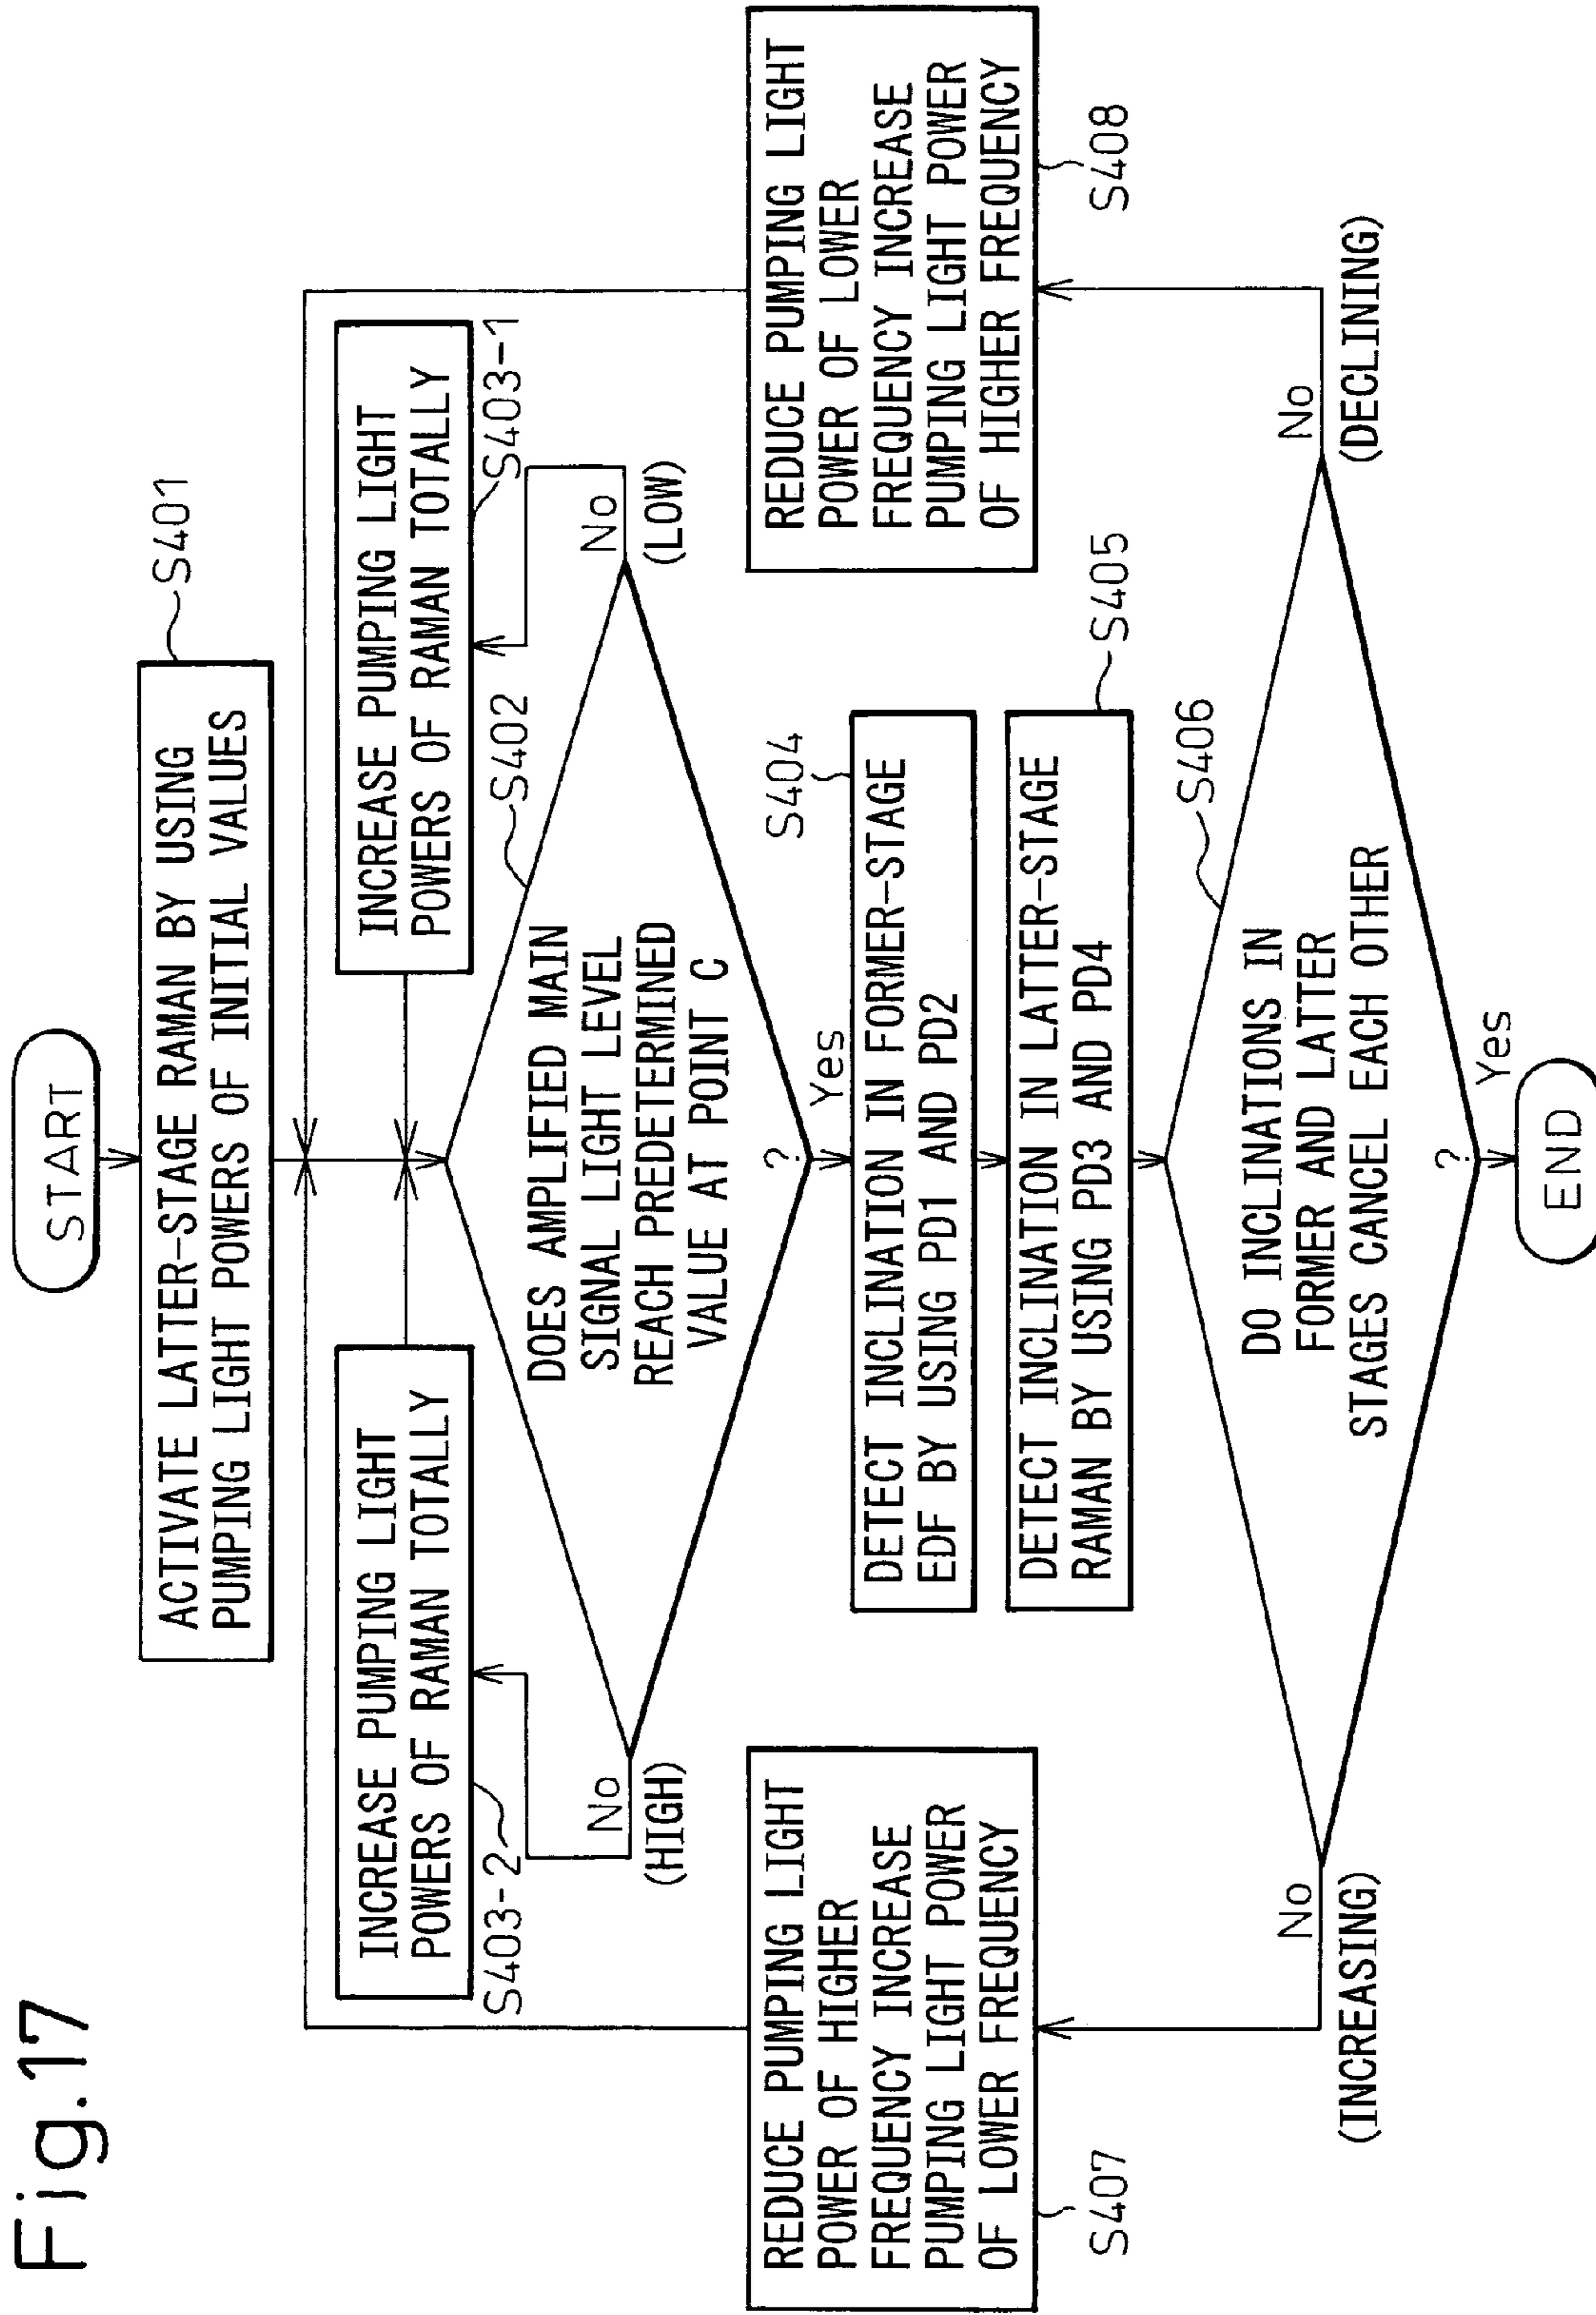 Fig.17
START
ACTIVATE LATTER-STAGE RAMAN BY USING
PUMPING LIGHT POWERS OF INITIAL VALUES
S401
INCREASE PUMPING LIGHT
POWERS OF RAMAN TOTALLY
S403-2
INCREASE PUMPING LIGHT
POWERS OF RAMAN TOTALLY
S403-1
S402
DOES AMPLIFIED MAIN
SIGNAL LIGHT LEVEL
REACH PREDETERMINED
VALUE AT POINT C
?
No
(HIGH)
No
(LOW)
Yes
S404
DETECT INCLINATION IN FORMER-STAGE
EDF BY USING PD1 AND PD2
DETECT INCLINATION IN LATTER-STAGE
RAMAN BY USING PD3 AND PD4
S405
REDUCE PUMPING LIGHT
POWER OF HIGHER
FREQUENCY INCREASE
PUMPING LIGHT POWER
OF LOWER FREQUENCY
S407
REDUCE PUMPING LIGHT
POWER OF LOWER
FREQUENCY INCREASE
PUMPING LIGHT POWER
OF HIGHER FREQUENCY
S408
S406
DO INCLINATIONS IN
FORMER AND LATTER
STAGES CANCEL EACH OTHER
?
No
(INCREASING)
No
(DECLINING)
Yes
END